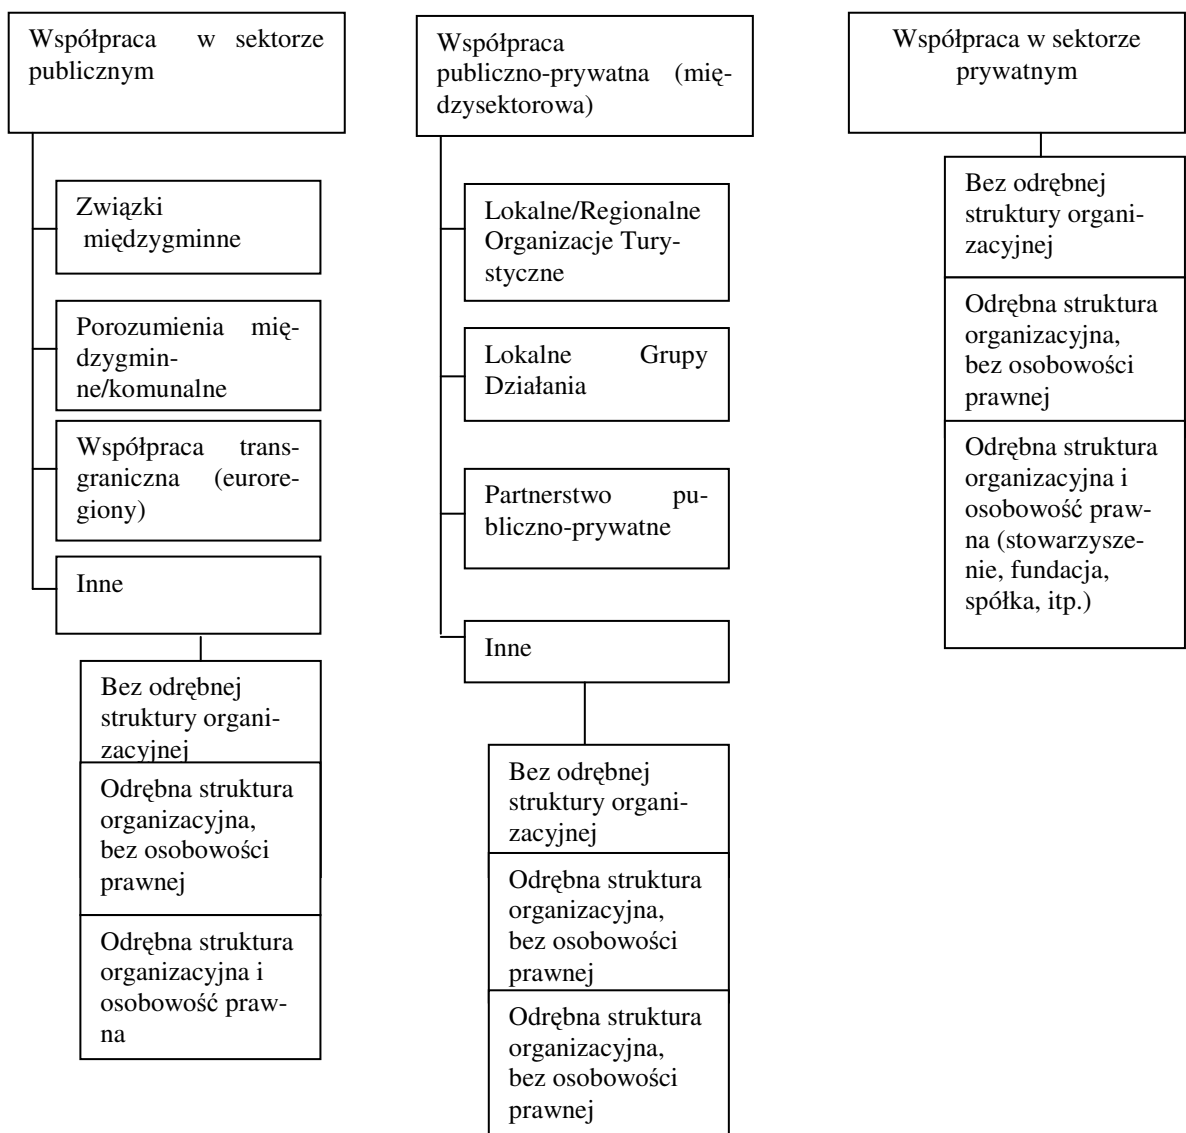 Współpraca w sektorze
publicznym
Związki
międzygminne
Porozumienia mię-
dzygmin-
ne/komunalne
Współpraca trans-
graniczna (eurore-
giony)
Inne
Bez odrębnej
struktury organi-
zacyjnej
Odrębna struktura
organizacyjna,
bez osobowości
prawnej
Odrębna struktura
organizacyjna i
osobowość praw-
na
Współpraca
publiczno-prywatna (mię-
dzysektorowa)
Lokalne/Regionalne
Organizacje Tury-
styczne
Lokalne Grupy
Działania
Partnerstwo pu-
bliczno-prywatne
Inne
Bez odrębnej
struktury organi-
zacyjnej
Odrębna struktura
organizacyjna,
bez osobowości
prawnej
Odrębna struktura
organizacyjna,
bez osobowości
prawnej
Współpraca w sektorze
prywatnym
Bez odrębnej
struktury organi-
zacyjnej
Odrębna struktura
organizacyjna,
bez osobowości
prawnej
Odrębna struktura
organizacyjna i
osobowość praw-
na (stowarzysze-
nie, fundacja,
spółka, itp.)